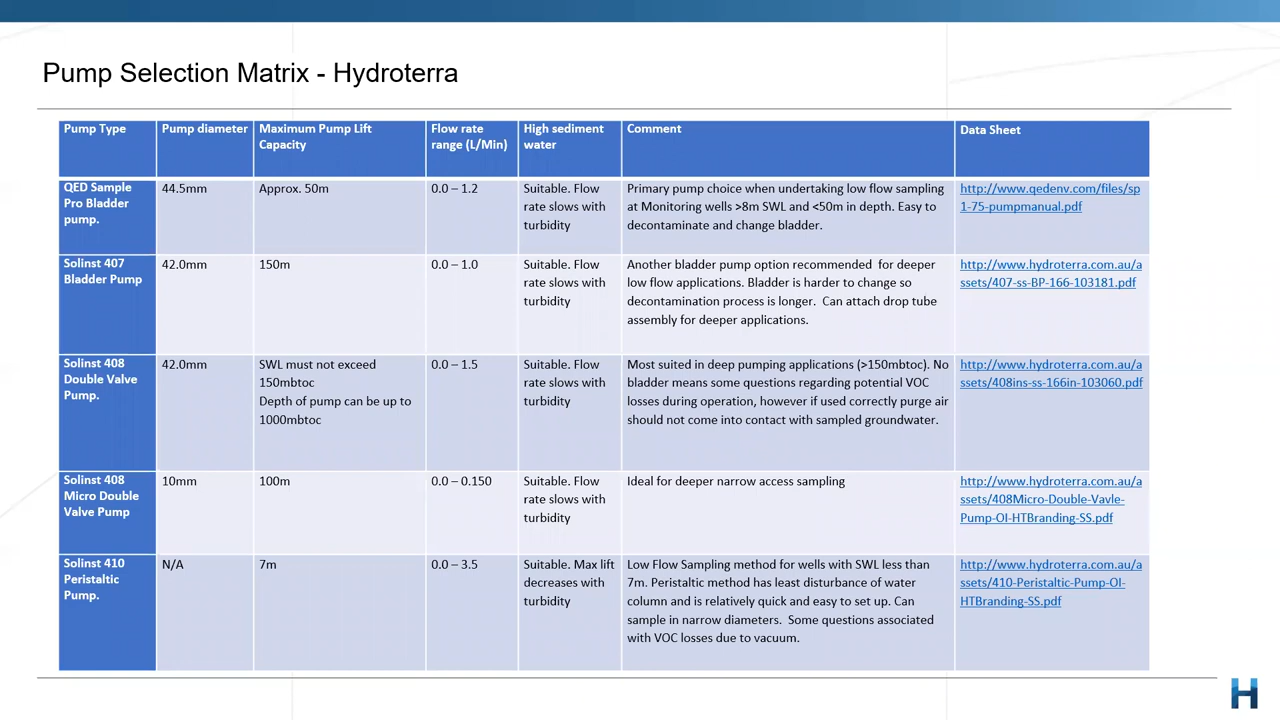 Pump Selection Matrix - Hydroterra
Pump Type
Pump diameter
Maximum Pump Lift
Capacity
Flow rate
range (L/Min)
High sediment
water
Comment
Data Sheet
QED Sample
Pro Bladder
pump.
44.5mm
Approx. 50m
0.0 – 1.2
Suitable. Flow
rate slows with
turbidity
Primary pump choice when undertaking low flow sampling
at Monitoring wells >8m SWL and <50m in depth. Easy to
decontaminate and change bladder.
http://www.qedenv.com/files/sp
1-75-pumpmanual.pdf
Solinst 407
Bladder Pump
42.0mm
150m
0.0 – 1.0
Suitable. Flow
rate slows with
turbidity
Another bladder pump option recommended  for deeper
low flow applications. Bladder is harder to change so
decontamination process is longer.  Can attach drop tube
assembly for deeper applications.
http://www.hydroterra.com.au/a
ssets/407-ss-BP-166-103181.pdf
Solinst 408
Double Valve
Pump.
42.0mm
SWL must not exceed
150mbtoc
Depth of pump can be up to
1000mbtoc
0.0 – 1.5
Suitable. Flow
rate slows with
turbidity
Most suited in deep pumping applications (>150mbtoc). No
bladder means some questions regarding potential VOC
losses during operation, however if used correctly purge air
should not come into contact with sampled groundwater.
http://www.hydroterra.com.au/a
ssets/408ins-ss-166in-103060.pdf
Solinst 408
Micro Double
Valve Pump
10mm
100m
0.0 – 0.150
Suitable. Flow
rate slows with
turbidity
Ideal for deeper narrow access sampling
http://www.hydroterra.com.au/a
ssets/408Micro-Double-Vavle-
Pump-OI-HTBranding-SS.pdf
Solinst 410
Peristaltic
Pump.
N/A
7m
0.0 – 3.5
Suitable. Max lift
decreases with
turbidity
Low Flow Sampling method for wells with SWL less than
7m. Peristaltic method has least disturbance of water
column and is relatively quick and easy to set up. Can
sample in narrow diameters.  Some questions associated
with VOC losses due to vacuum.
http://www.hydroterra.com.au/a
ssets/410-Peristaltic-Pump-OI-
HTBranding-SS.pdf
H